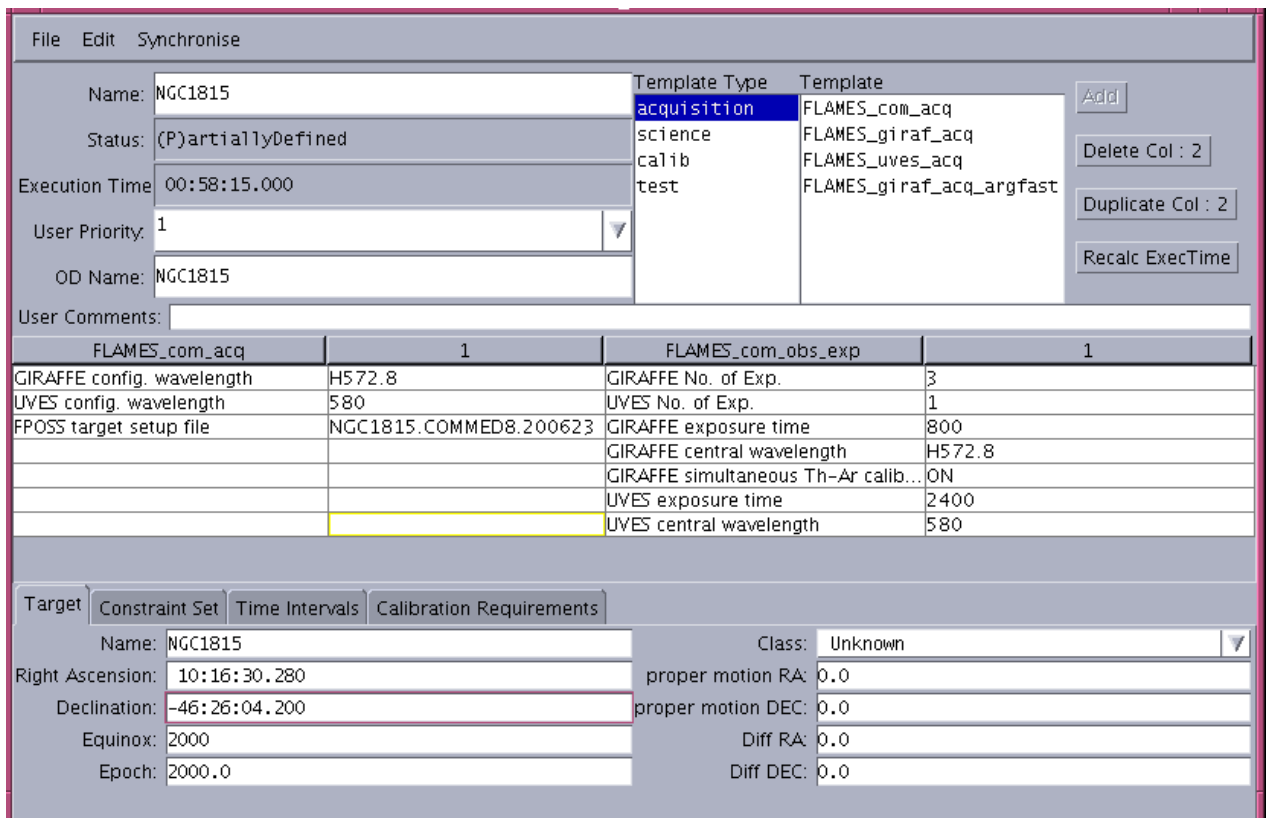 File Edit Synchronise
Name: NGC1815
Status: (P)artiallyDefined
Execution Time 00:58:15.000
User Priority: 1
OD Name: NGC1815
User Comments:
Template Type Template
acquisition FLAMES_com_acq
science FLAMES_giraf_acq
calib FLAMES_uves_acq
test FLAMES_giraf_acq_argfast
Add
Delete Col : 2
Duplicate Col : 2
Recalc ExecTime
FLAMES_com_acq 1 FLAMES_com_obs_exp 1
GIRAFFE config. wavelength H572.8 GIRAFFE No. of Exp. 3
UVES config. wavelength 580 UVES No. of Exp. 1
FPOSS target setup file NGC1815.COMMED8.200623 GIRAFFE exposure time 800
GIRAFFE central wavelength H572.8
GIRAFFE simultaneous Th-Ar calib... ON
UVES exposure time 2400
UVES central wavelength 580
Target Constraint Set Time Intervals Calibration Requirements
Name: NGC1815 Class: Unknown
Right Ascension: 10:16:30.280 proper motion RA: 0.0
Declination: -46:26:04.200 proper motion DEC: 0.0
Equinox: 2000 Diff RA: 0.0
Epoch: 2000.0 Diff DEC: 0.0